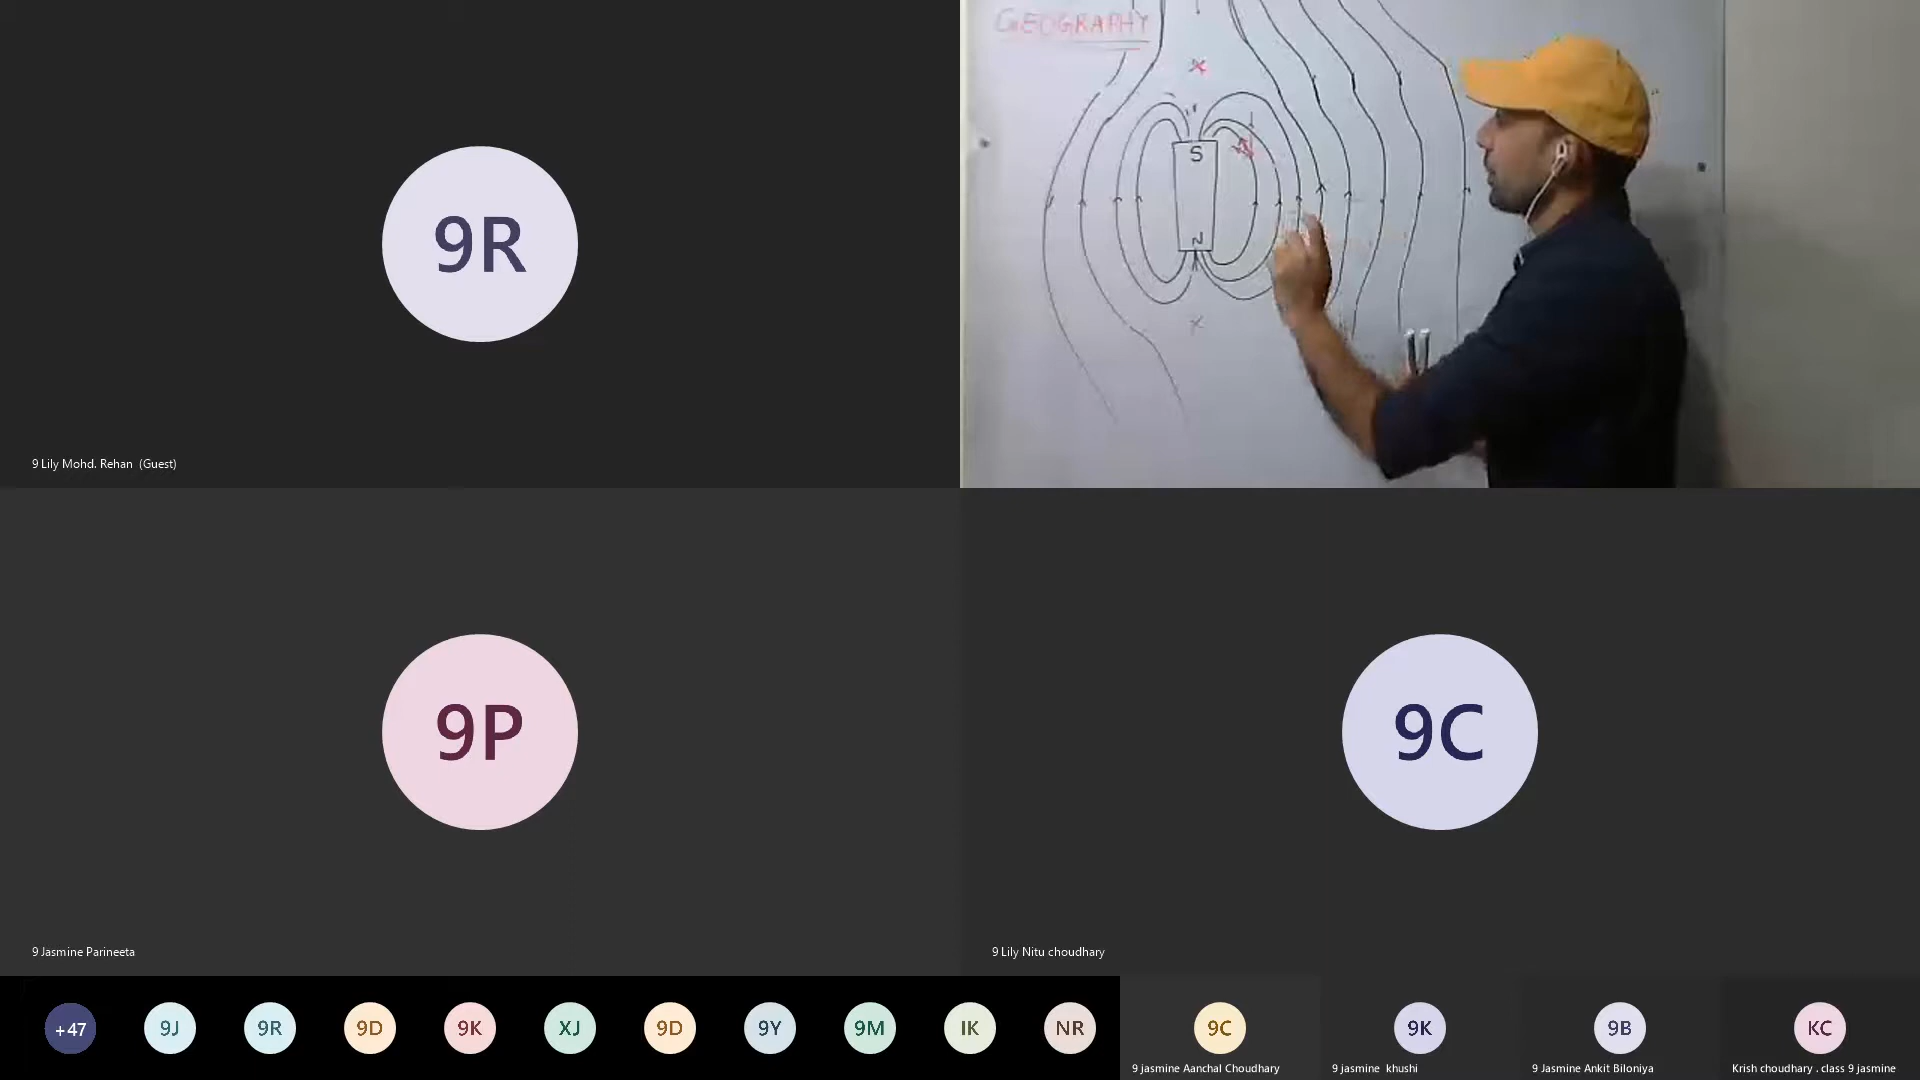 GEOGRAPHY
S
N
9R
9 Lily Mohd. Rehan (Guest)
9P
9 Jasmine Parineeta
9C
9 Lily Nitu choudhary
+47
9J
9R
9D
9K
XJ
9D
9Y
9M
IK
NR
9C
9 jasmine Aanchal Choudhary
9K
9 jasmine khushi
9B
9 Jasmine Ankit Biloniya
KC
Krish choudhary . class 9 jasmine